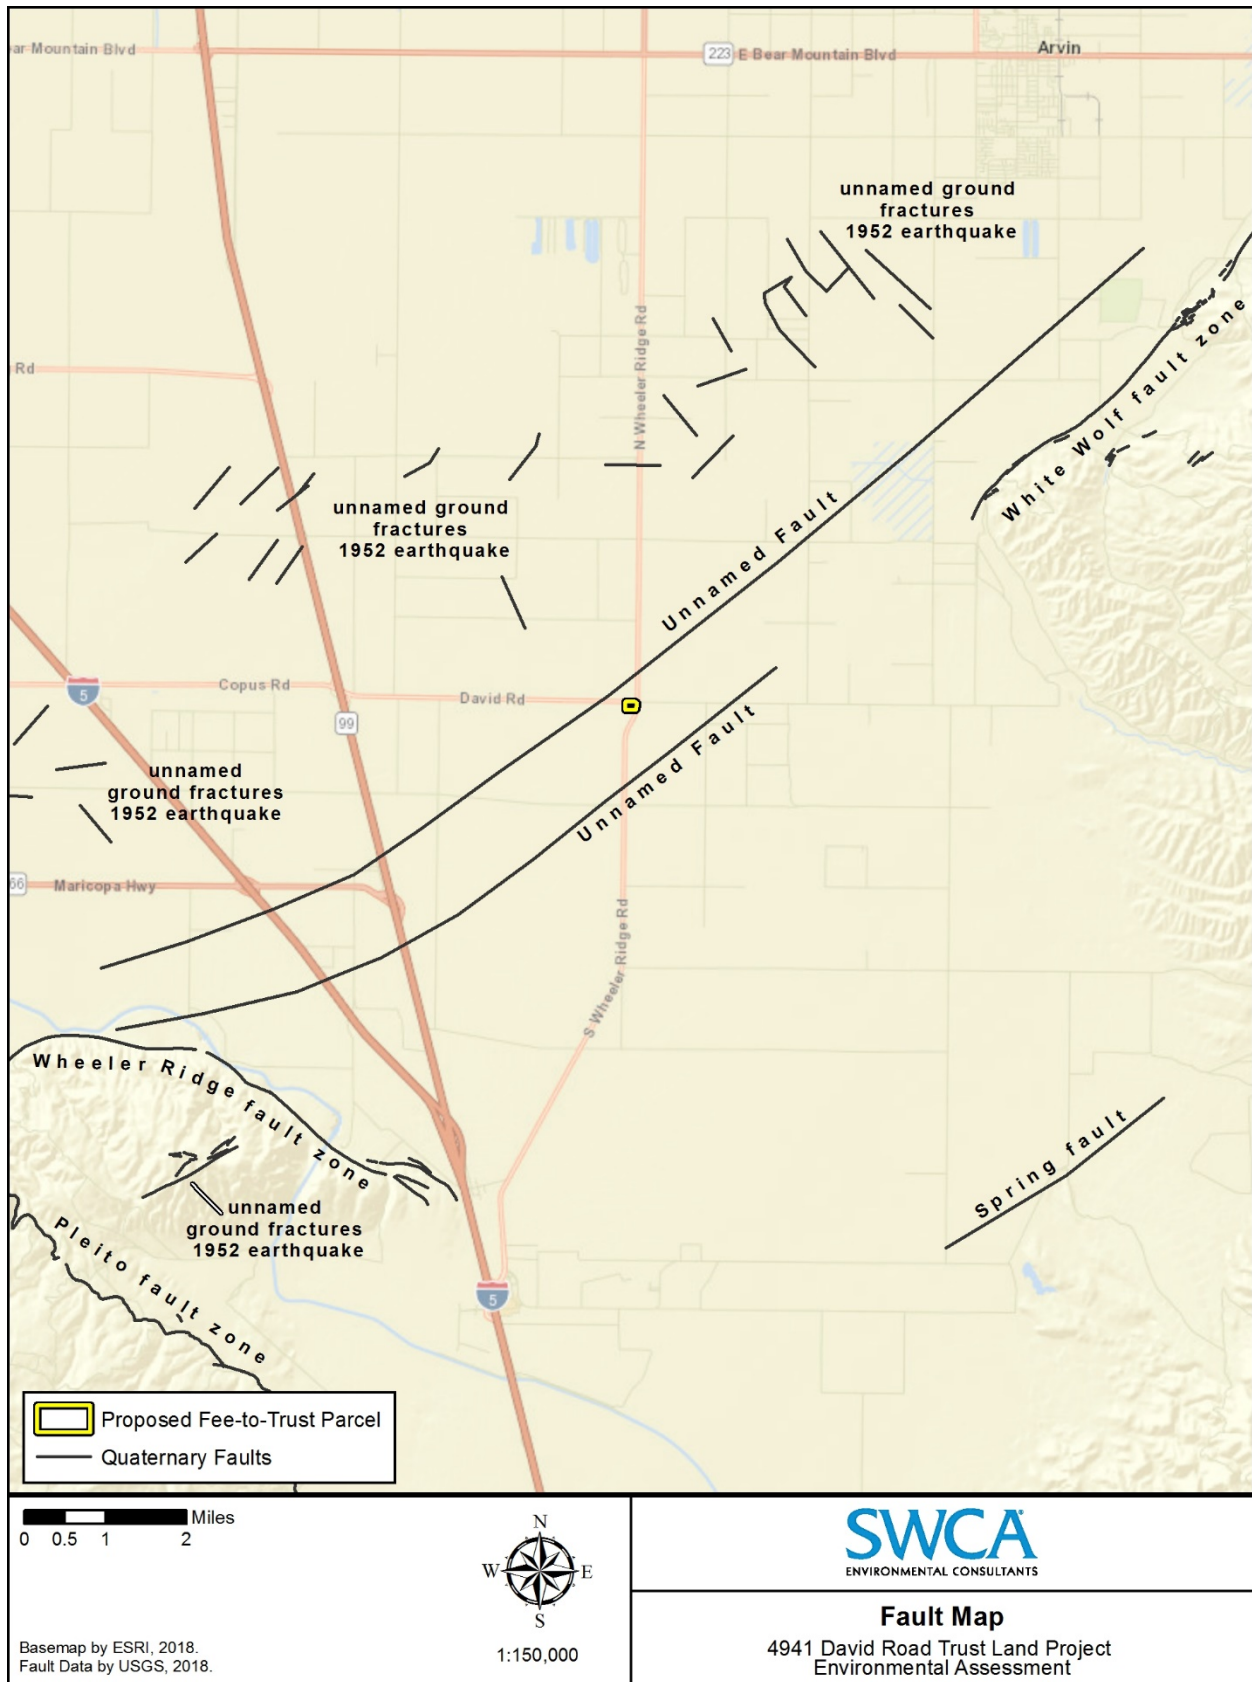 ar Mountain Blvd
223
E Bear Mountain Blvd
Arvin
unnamed ground
fractures
1952 earthquake
N Wheeler Ridge Rd
Rd
White Wolf fault zone
unnamed ground
fractures
1952 earthquake
Unnamed Fault
5
Copus Rd
99
David Rd
Unnamed Fault
unnamed
ground fractures
1952 earthquake
66
Maricopa Hwy
S Wheeler Ridge Rd
Wheeler Ridge fault zone
Spring fault
unnamed
ground fractures
1952 earthquake
Pleito fault zone
5
Proposed Fee-to-Trust Parcel
Quaternary Faults
Miles
0 0.5 1 2
N
W E
S
1:150,000
Basemap by ESRI, 2018.
Fault Data by USGS, 2018.
SWCA
ENVIRONMENTAL CONSULTANTS
Fault Map
4941 David Road Trust Land Project
Environmental Assessment